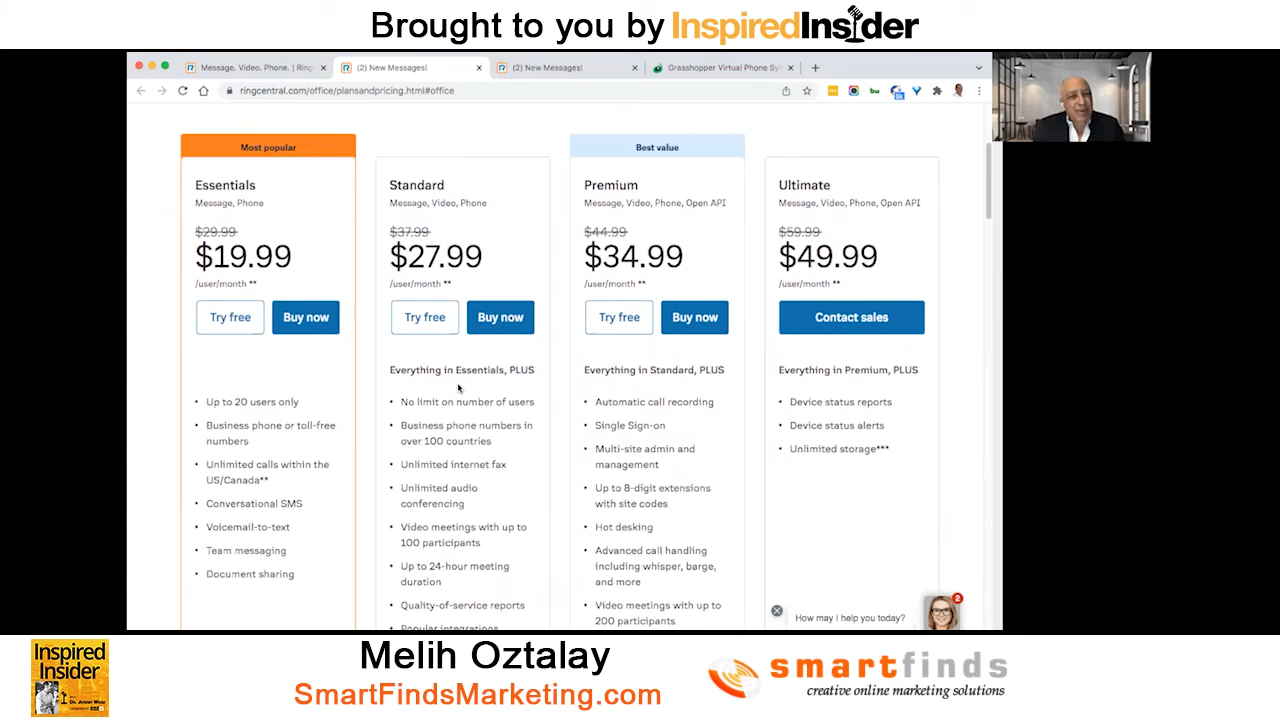 Brought to you by InspiredInsider
Message. Video. Phone. | Ring
(2) New Messages!
(2) New Messages!
Grasshopper Virtual Phone Sy
ringcentral.com/office/plansandpricing.html#office
Most popular
Essentials
Message, Phone
$29.99
$19.99
/user/month **
Try free
Buy now
Up to 20 users only
Business phone or toll-free
numbers
Unlimited calls within the
US/Canada**
Conversational SMS
Voicemail-to-text
Team messaging
Document sharing
Standard
Message, Video, Phone
$37.99
$27.99
/user/month **
Try free
Buy now
Everything in Essentials, PLUS
No limit on number of users
Business phone numbers in
over 100 countries
Unlimited internet fax
Unlimited audio
conferencing
Video meetings with up to
100 participants
Up to 24-hour meeting
duration
Quality-of-service reports
Popular integrations
Best value
Premium
Message, Video, Phone, Open API
$44.99
$34.99
/user/month **
Try free
Buy now
Everything in Standard, PLUS
Automatic call recording
Single Sign-on
Multi-site admin and
management
Up to 8-digit extensions
with site codes
Hot desking
Advanced call handling
including whisper, barge,
and more
Video meetings with up to
200 participants
Ultimate
Message, Video, Phone, Open API
$59.99
$49.99
/user/month **
Contact sales
Everything in Premium, PLUS
Device status reports
Device status alerts
Unlimited storage***
How may I help you today?
2
Inspired
Insider
Melih Oztalay
SmartFindsMarketing.com
smartfinds
creative online marketing solutions